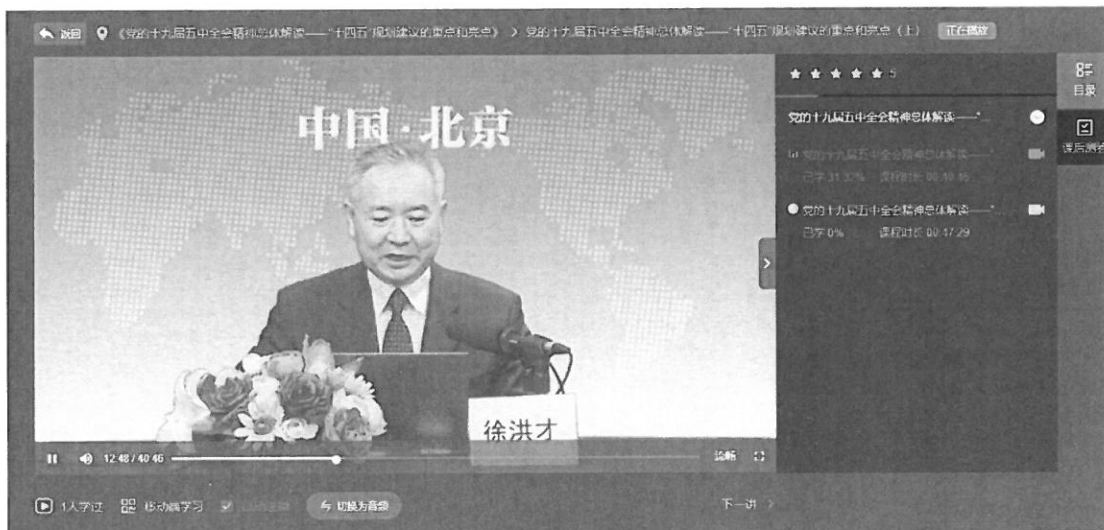 返回 《党的十九届五中全会精神总体解读——“十四五”规划建议的重点和亮点》 > 党的十九届五中全会精神总体解读——“十四五”规划建议的重点和亮点（上） 正在播放
中国·北京
徐洪才
12:48 / 40:46 流畅
5
党的十九届五中全会精神总体解读——“...
党的十九届五中全会精神总体解读——“...
已学 31.32% 课程时长 00:40:46
党的十九届五中全会精神总体解读——“...
已学 0% 课程时长 00:47:29
目录
课后测验
1人学过 移动端学习
切换为音频
下一讲 >